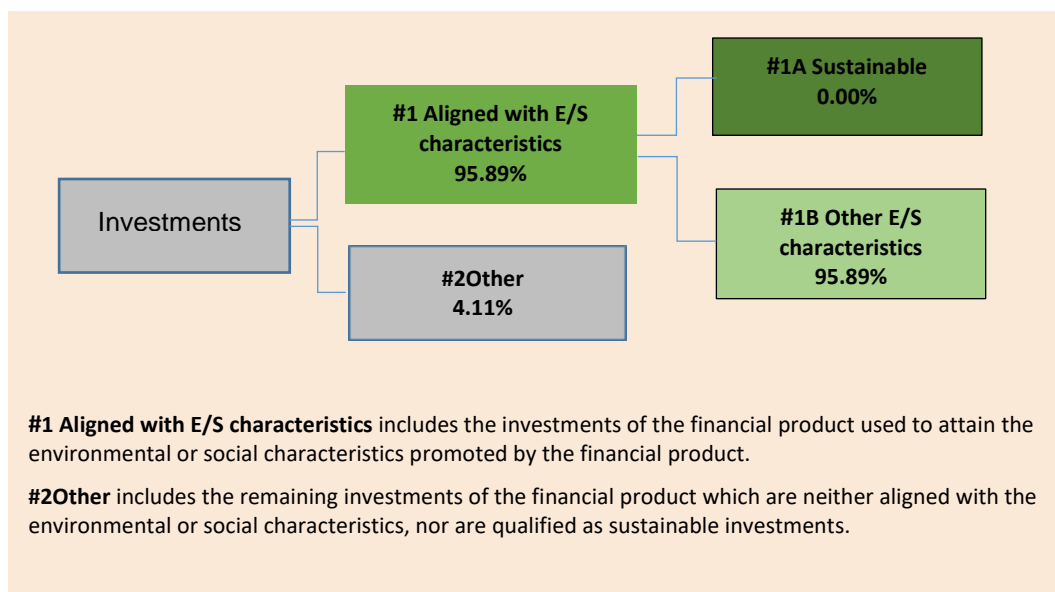 #1A Sustainable
0.00%
#1 Aligned with E/S
characteristics
95.89%
Investments
#1B Other E/S
characteristics
95.89%
#2Other
4.11%
#1 Aligned with E/S characteristics includes the investments of the financial product used to attain the
environmental or social characteristics promoted by the financial product.
#2Other includes the remaining investments of the financial product which are neither aligned with the
environmental or social characteristics, nor are qualified as sustainable investments.